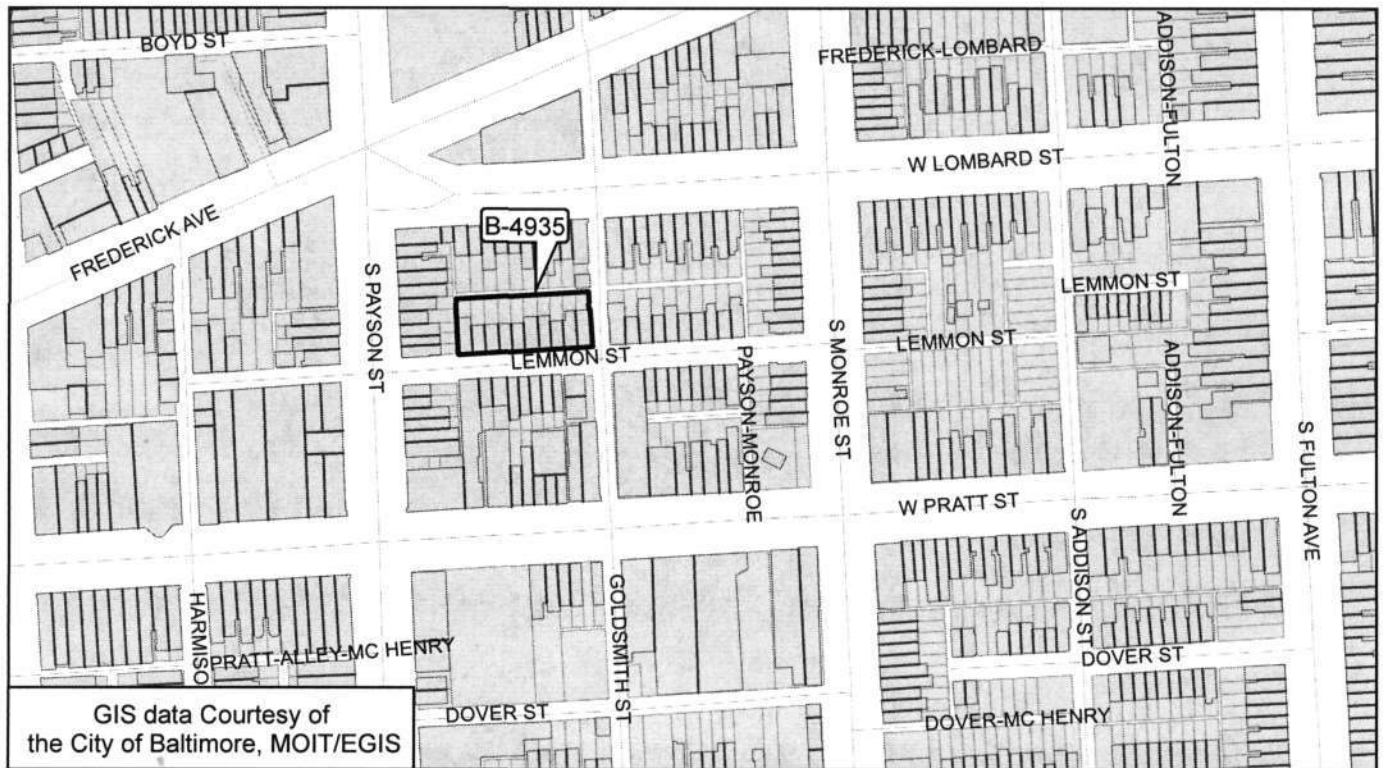 BOYD ST
FREDERICK-LOMBARD
ADDISON-FULTON
W LOMBARD ST
FREDERICK AVE
B-4935
S PAYSON ST
LEMMON ST
LEMMON ST
LEMMON ST
PAYSON-MONROE
S MONROE ST
ADDISON-FULTON
S FULTON AVE
W PRATT ST
S ADDISON ST
HARMISO
PRATT-ALLEY-MC HENRY
GOLDSMITH ST
DOVER ST
DOVER ST
DOVER-MC HENRY
GIS data Courtesy of
the City of Baltimore, MOIT/EGIS